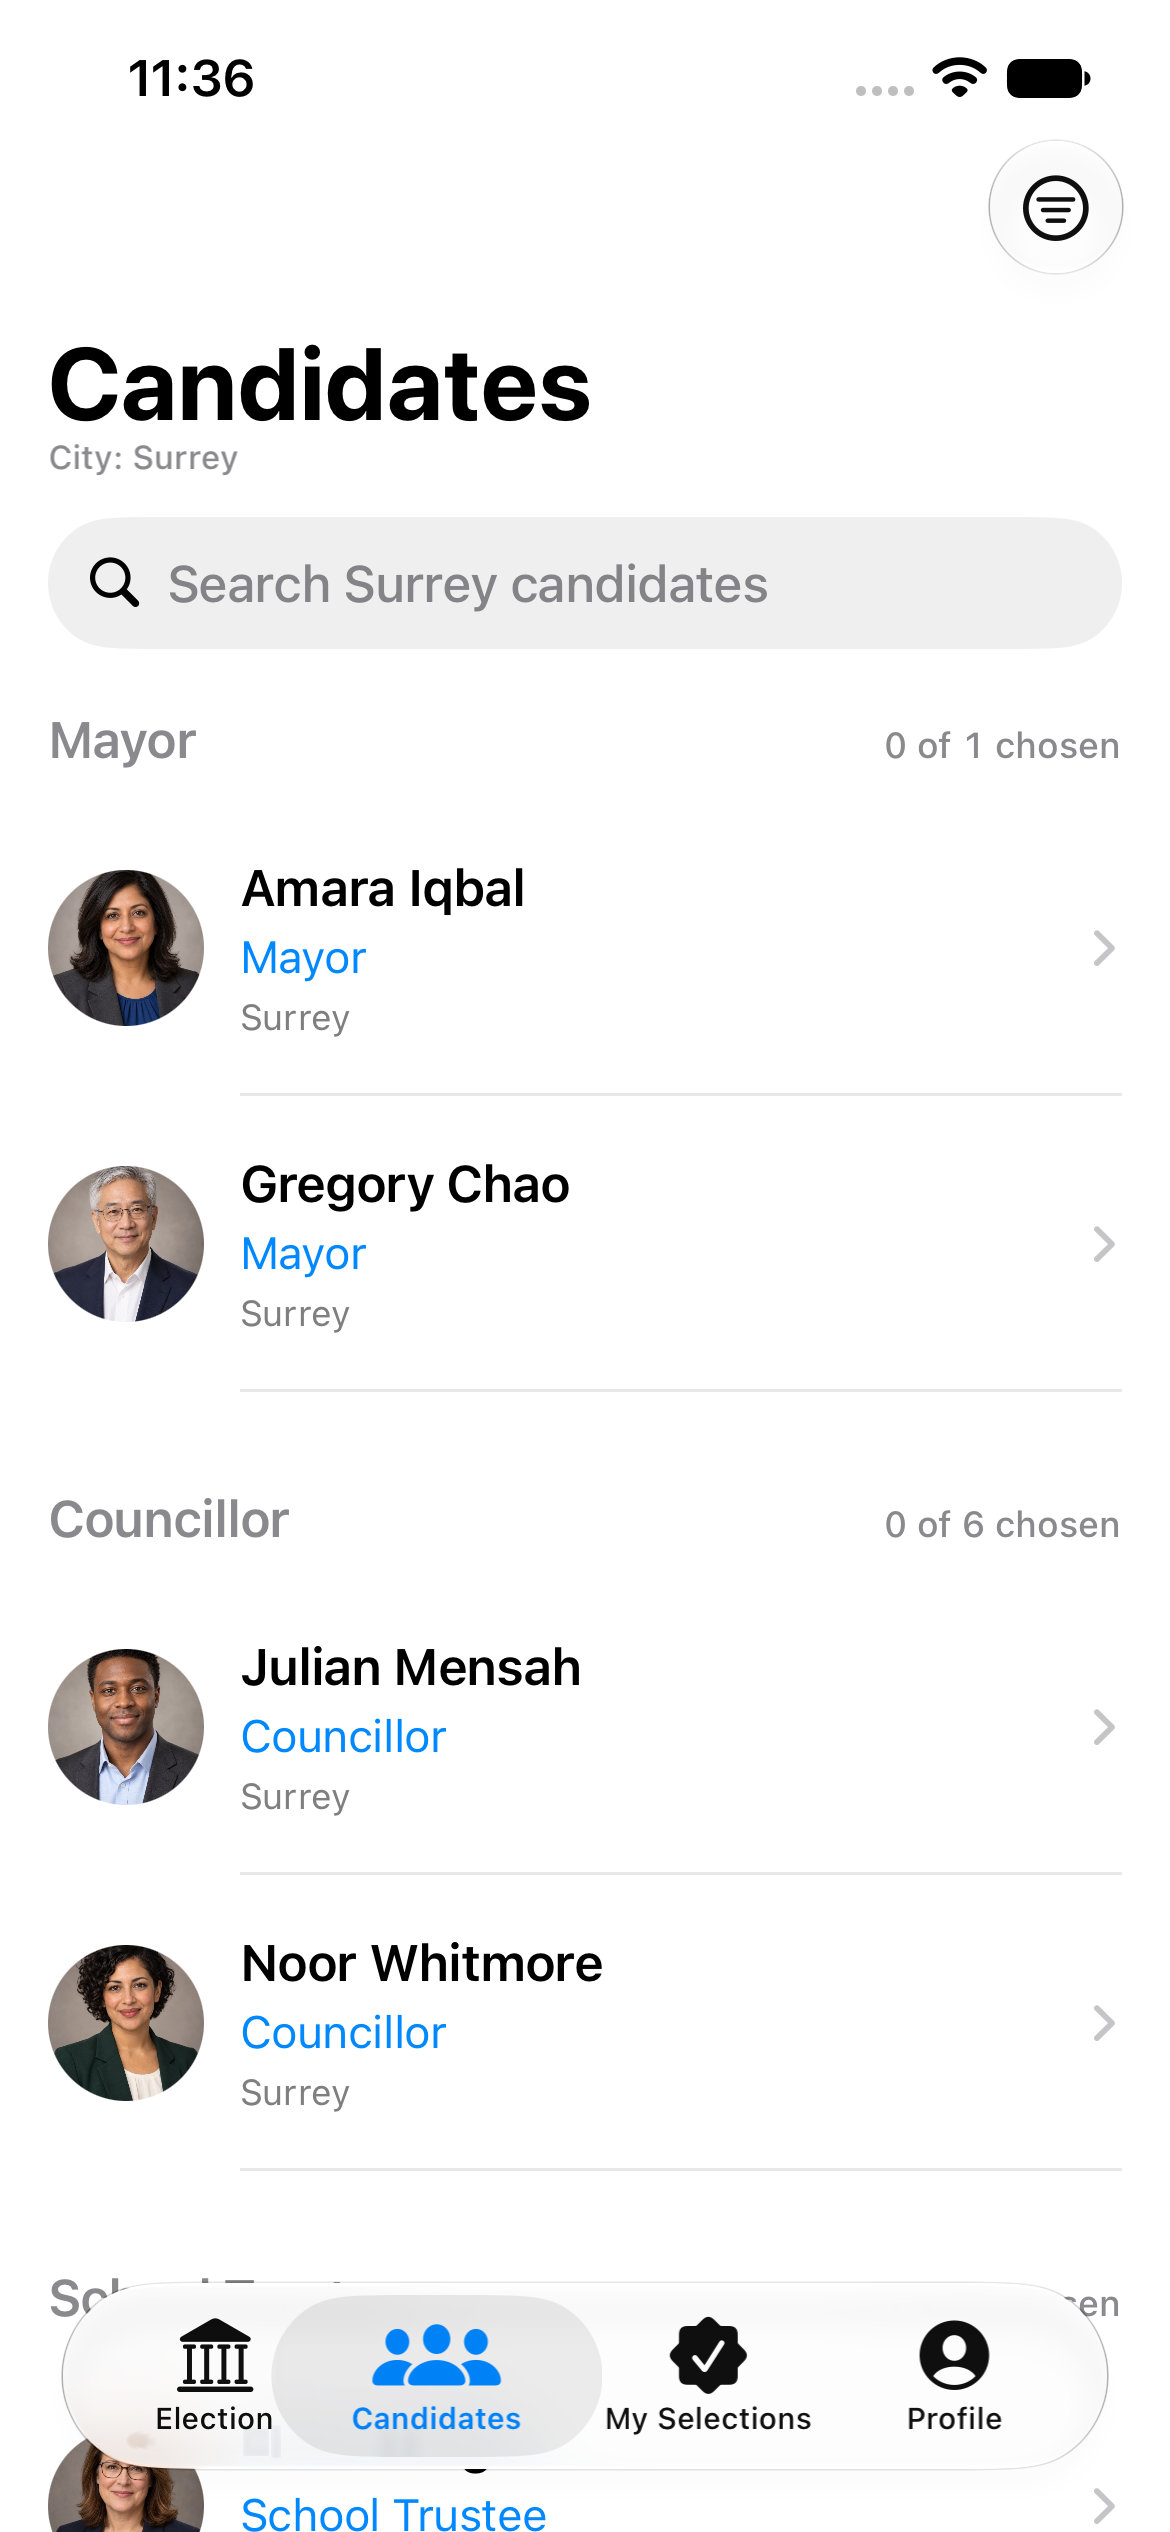 11:36
Candidates
City: Surrey
Search Surrey candidates
Mayor
0 of 1 chosen
Amara Iqbal
Mayor
Surrey
Gregory Chao
Mayor
Surrey
Councillor
0 of 6 chosen
Julian Mensah
Councillor
Surrey
Noor Whitmore
Councillor
Surrey
Election
Candidates
My Selections
Profile
School Trustee